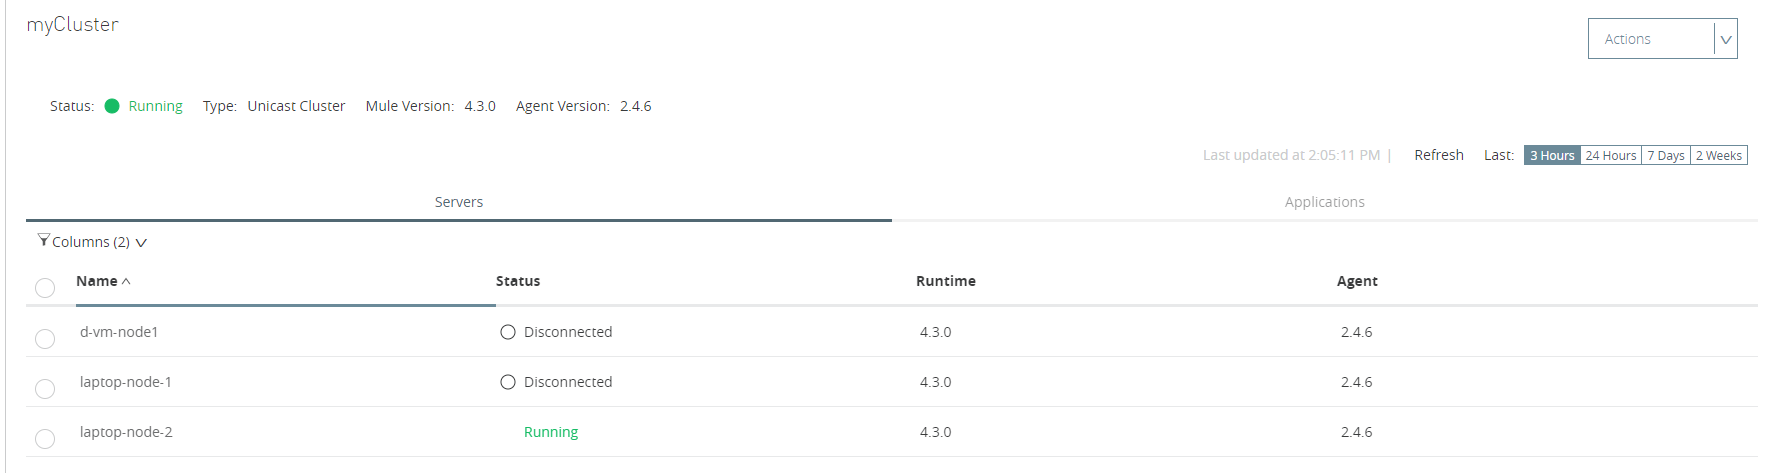 myCluster
Actions
Status: Running Type: Unicast Cluster Mule Version: 4.3.0 Agent Version: 2.4.6
Last updated at 2:05:11 PM | Refresh Last: 3 Hours 24 Hours 7 Days 2 Weeks
Servers Applications
Columns (2)
Name Status Runtime Agent
d-vm-node1 Disconnected 4.3.0 2.4.6
laptop-node-1 Disconnected 4.3.0 2.4.6
laptop-node-2 Running 4.3.0 2.4.6